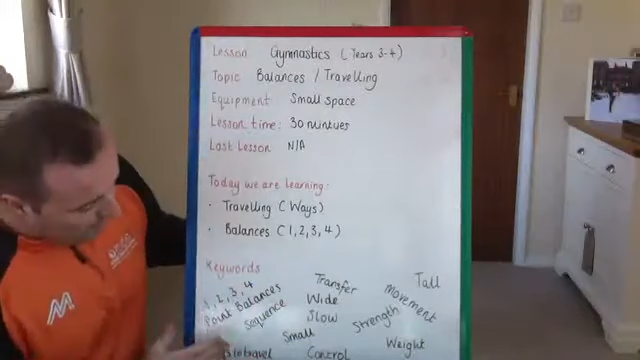 Lesson Gymnastics (Years 3-4)
Topic Balances / Travelling
Equipment Small space
Lesson time: 30 minutues
Last Lesson N/A
Today we are learning:
· Travelling (Ways)
· Balances (1, 2, 3, 4)
Keywords
1, 2, 3, 4 Transfer Tall
Point Balances Wide Movement
Sequence Slow Strength
Small Weight
travel Control